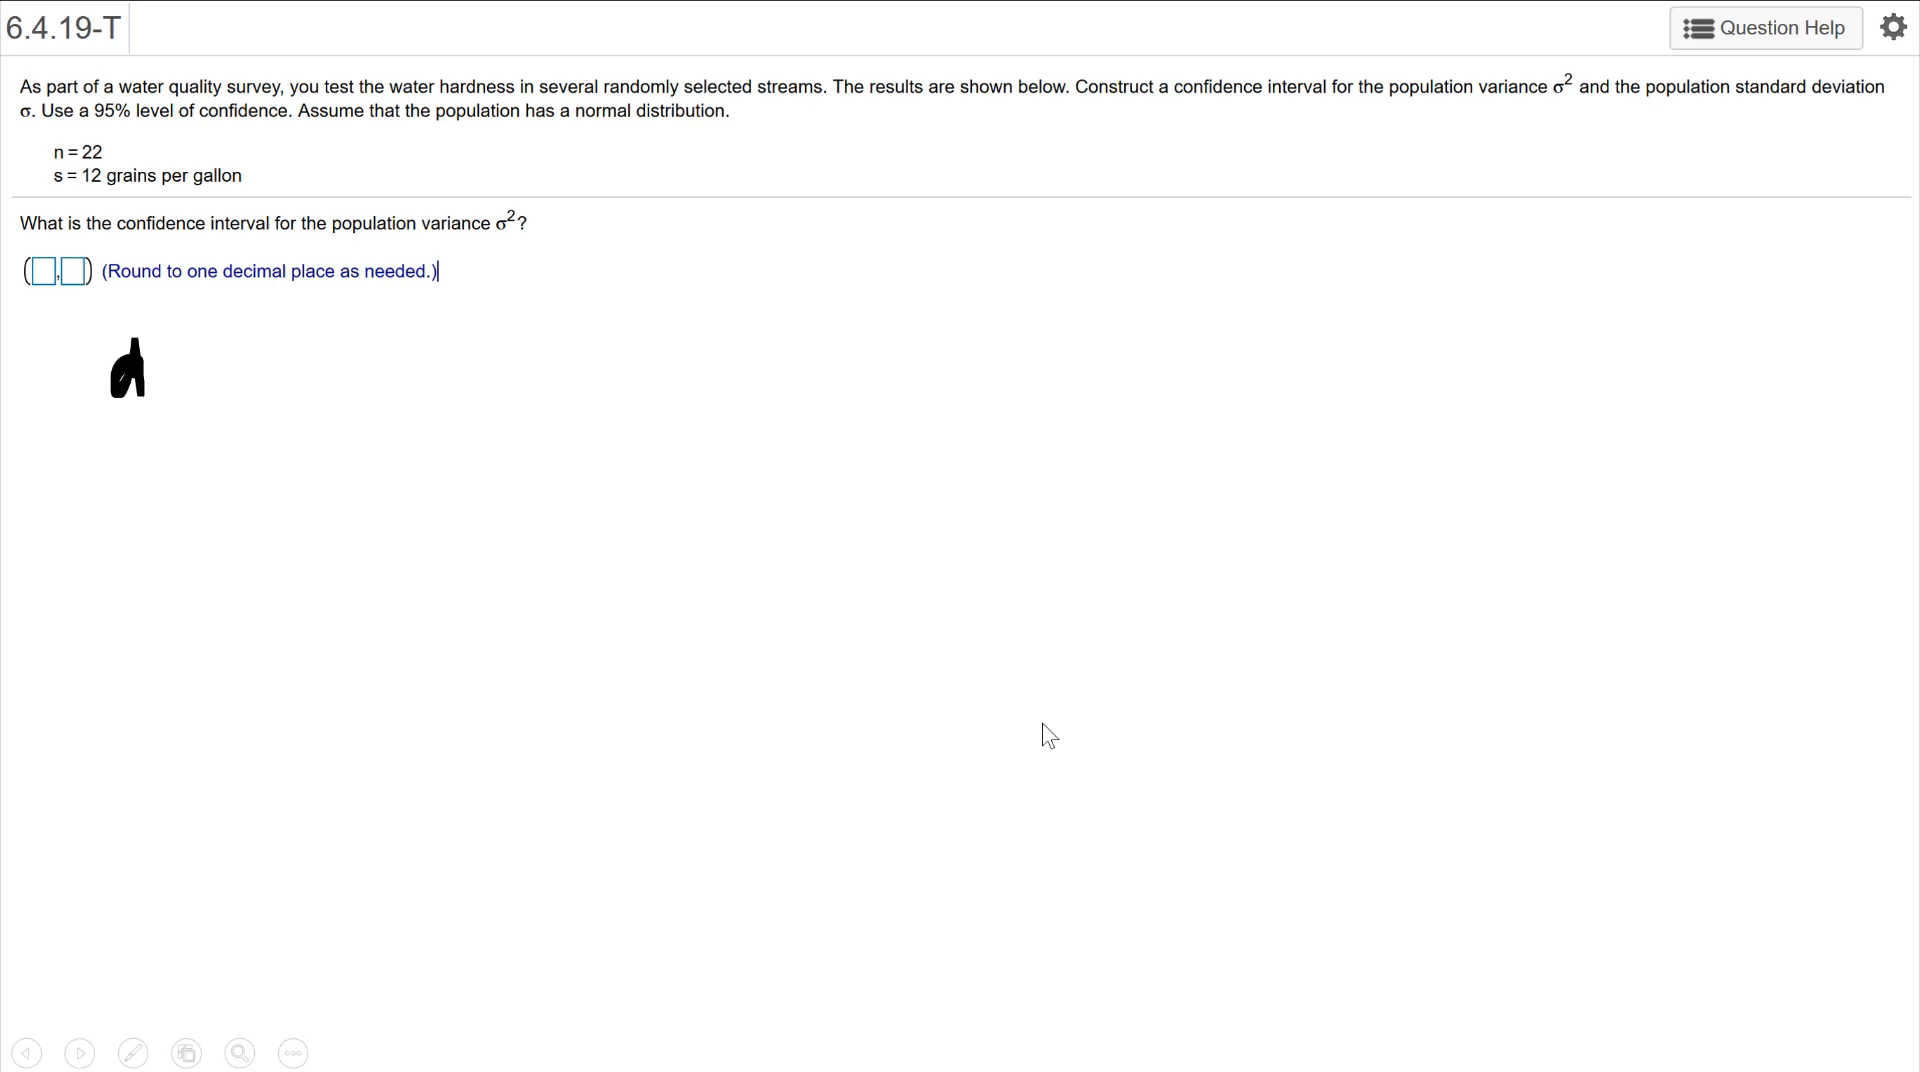 6.4.19-T
Question Help
As part of a water quality survey, you test the water hardness in several randomly selected streams. The results are shown below. Construct a confidence interval for the population variance σ² and the population standard deviation
σ. Use a 95% level of confidence. Assume that the population has a normal distribution.
n = 22
s = 12 grains per gallon
What is the confidence interval for the population variance σ²?
(☐,☐) (Round to one decimal place as needed.)